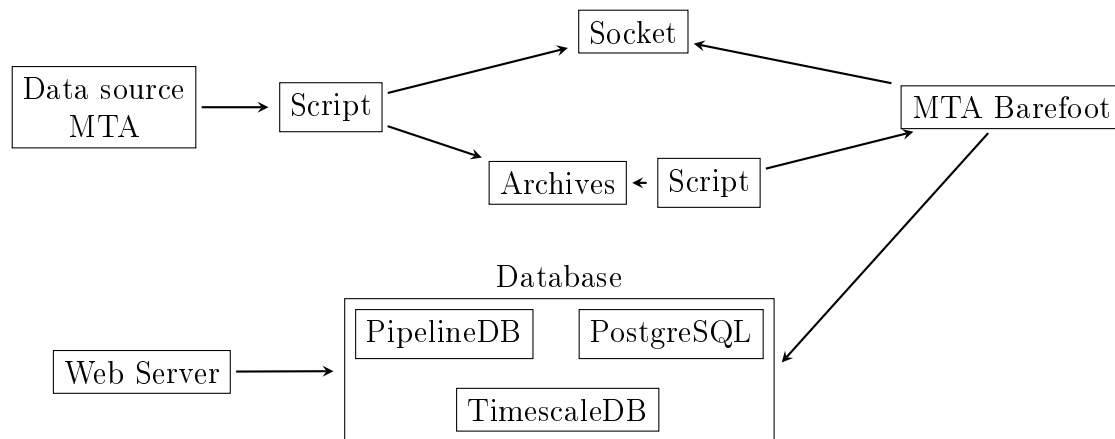 Socket
Data source
MTA
Script
MTA Barefoot
Archives
Script
Database
PipelineDB
PostgreSQL
Web Server
TimescaleDB